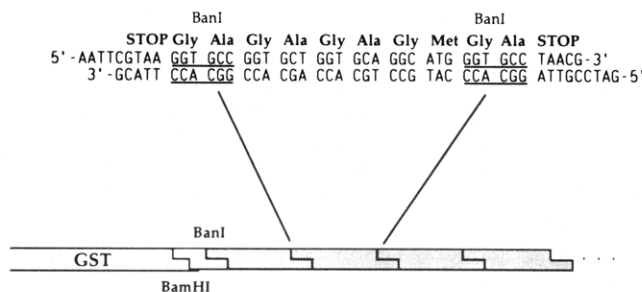 BanI BanI
STOP Gly Ala Gly Ala Gly Ala Gly Met Gly Ala STOP
5'-AATTCGTAA GGT GCC GGT GCT GGT GCA GGC ATG GGT GCC TAACG-3'
3'-GCATT CCA CGG CCA CGA CCA CGT CCG TAC CCA CGG ATTGCCTAG-5'
BanI
GST . . .
BamHI